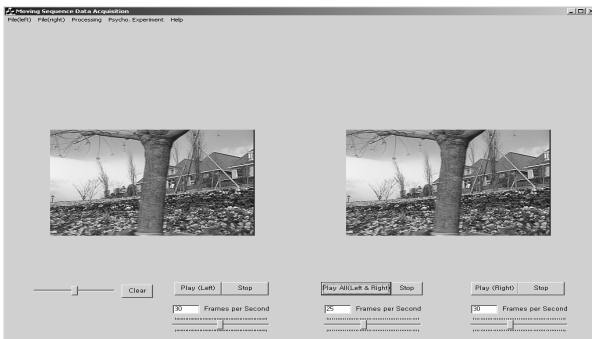 Moving Sequence Data Acquisition
File(left) File(right) Processing Psycho. Experiment Help
Clear Play (Left) Stop Play All(Left & Right) Stop Play (Right) Stop
30 Frames per Second 25 Frames per Second 30 Frames per Second